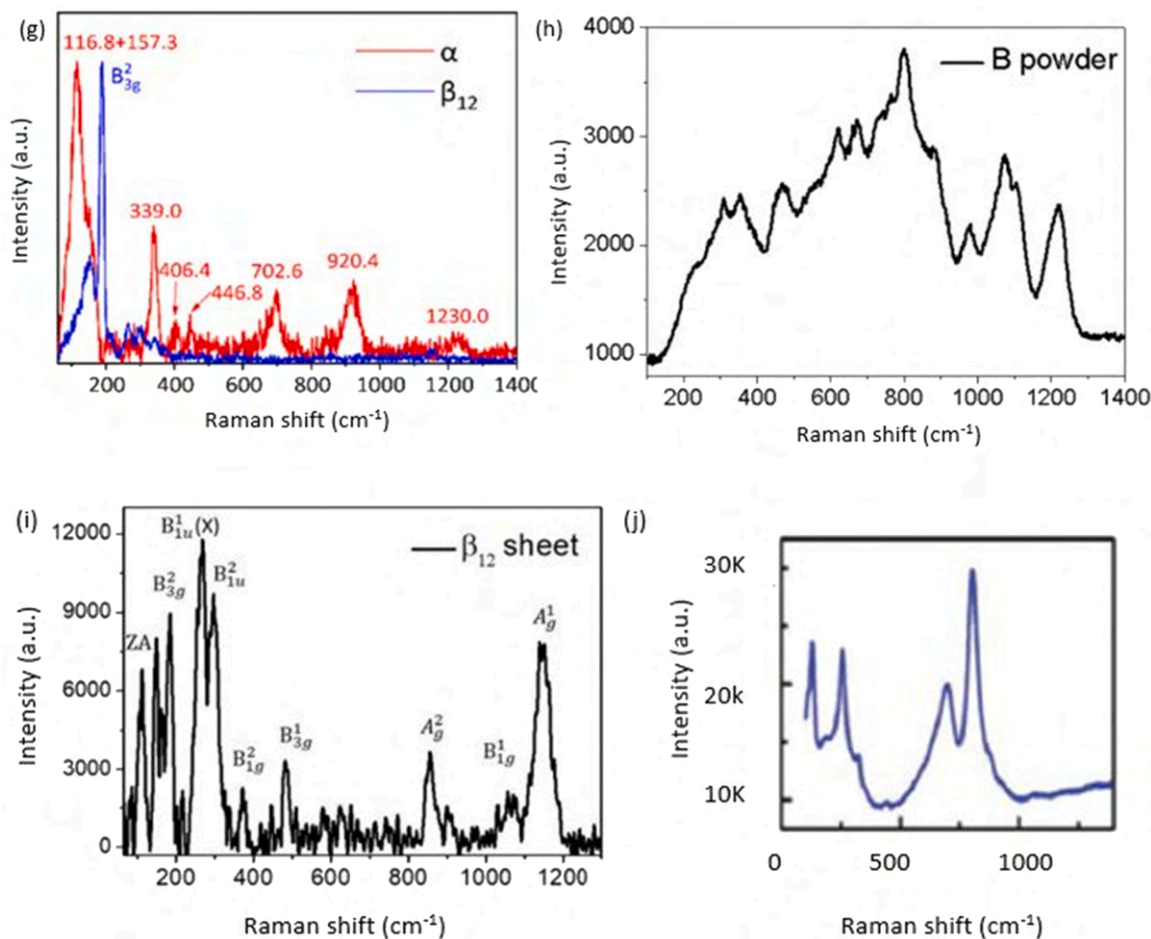 (g)
116.8+157.3
B²₃g
α
β₁₂
339.0
406.4
446.8
702.6
920.4
1230.0
Intensity (a.u.)
200 400 600 800 1000 1200 1400
Raman shift (cm⁻¹)
(h)
4000
3000
2000
1000
B powder
Intensity (a.u.)
200 400 600 800 1000 1200 1400
Raman shift (cm⁻¹)
(i)
12000
9000
6000
3000
0
B¹₁u(X)
β₁₂ sheet
B²₃g
B²₁u
ZA
A¹g
B²₁g
B¹₃g
A²g
B¹₁g
Intensity (a.u.)
200 400 600 800 1000 1200
Raman shift (cm⁻¹)
(j)
30K
20k
10K
Intensity (a.u.)
0 500 1000
Raman shift (cm⁻¹)